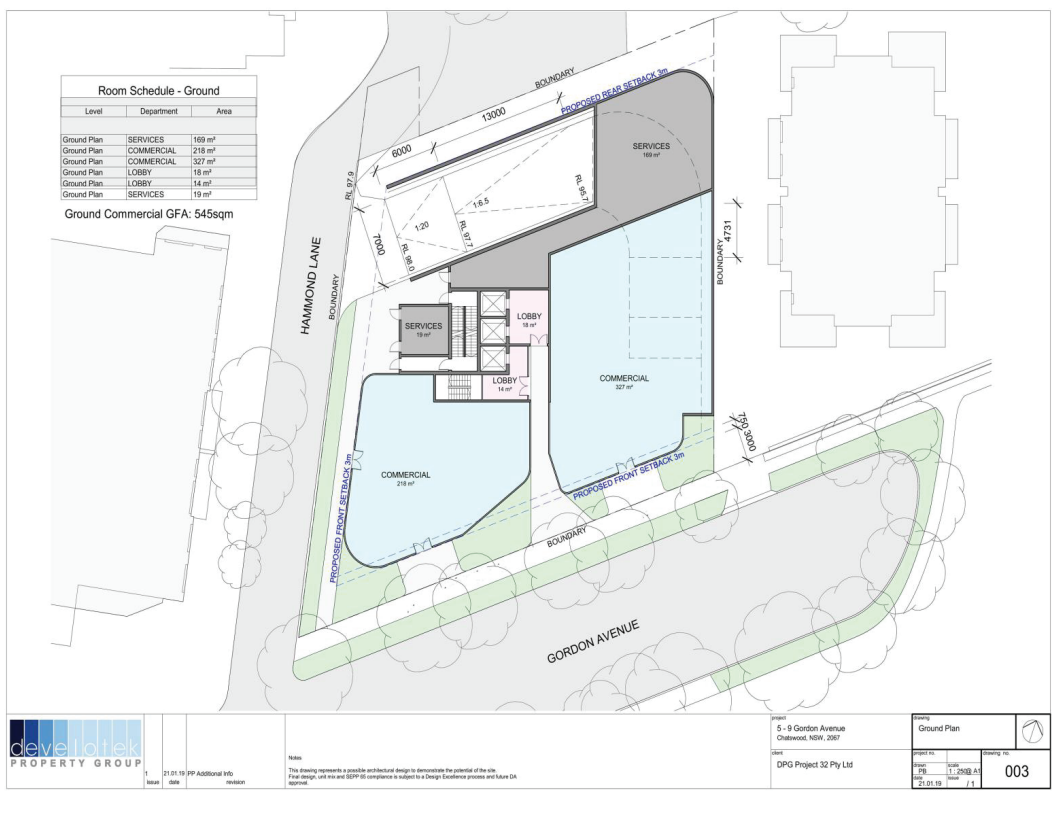 Room Schedule - Ground
Level Department Area
Ground Plan SERVICES 169 m²
Ground Plan COMMERCIAL 218 m²
Ground Plan COMMERCIAL 327 m²
Ground Plan LOBBY 18 m²
Ground Plan LOBBY 14 m²
Ground Plan SERVICES 19 m²
Ground Commercial GFA: 545sqm
BOUNDARY
PROPOSED REAR SETBACK 3m
13000
6000
SERVICES
169 m²
RL 97.9
RL 95.7
1:6.5
1:20
RL 97.7
RL 98.0
7000
4731
BOUNDARY
HAMMOND LANE
BOUNDARY
SERVICES
19 m²
LOBBY
18 m²
LOBBY
14 m²
COMMERCIAL
327 m²
COMMERCIAL
218 m²
750
3000
PROPOSED FRONT SETBACK 3m
PROPOSED FRONT SETBACK 3m
BOUNDARY
GORDON AVENUE
develotek
PROPERTY GROUP
1 21.01.19 PP Additional Info
issue date revision
Notes
This drawing represents a possible architectural design to demonstrate the potential of the site.
Final design, unit mix and SEPP 65 compliance is subject to a Design Excellence process and future DA
approval.
project
5 - 9 Gordon Avenue
Chatswood, NSW, 2067
client
DPG Project 32 Pty Ltd
drawing
Ground Plan
project no.
drawing no.
003
drawn
PB
scale
1 : 250@ A1
date
21.01.19
issue
/ 1